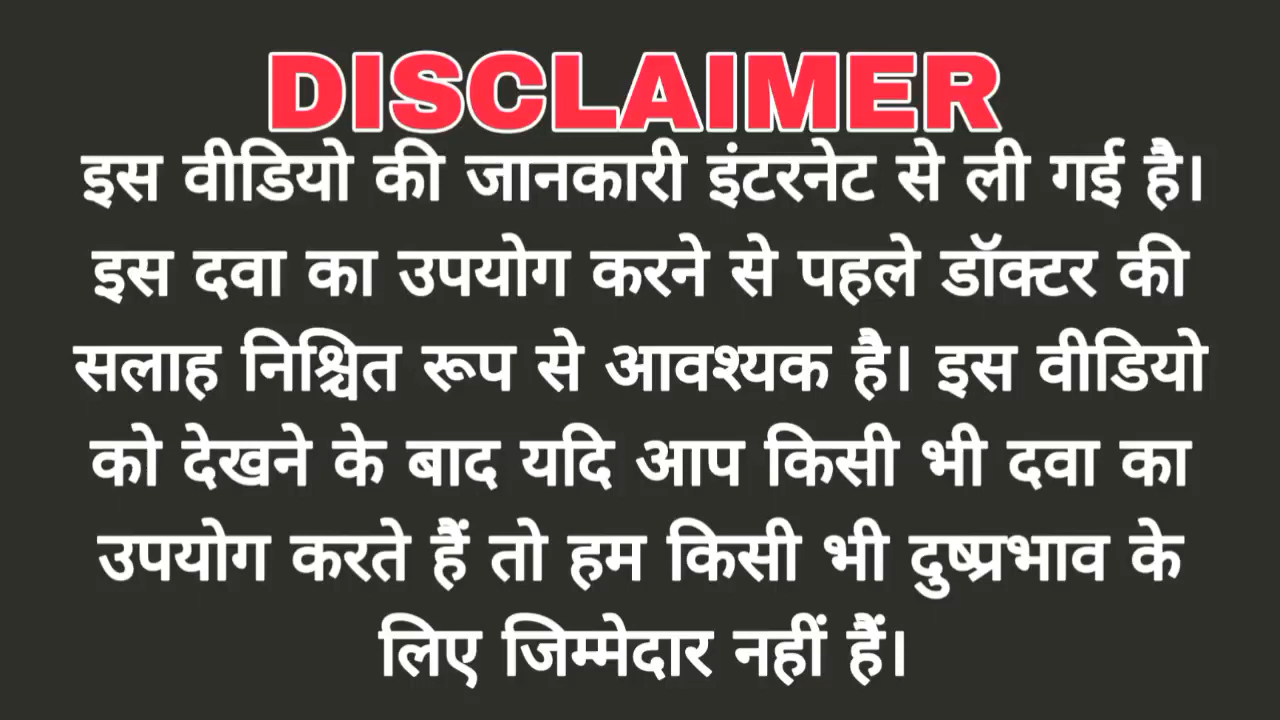 DISCLAIMER
इस वीडियो की जानकारी इंटरनेट से ली गई है।
इस दवा का उपयोग करने से पहले डॉक्टर की
सलाह निश्चित रूप से आवश्यक है। इस वीडियो
को देखने के बाद यदि आप किसी भी दवा का
उपयोग करते हैं तो हम किसी भी दुष्प्रभाव के
लिए जिम्मेदार नहीं हैं।